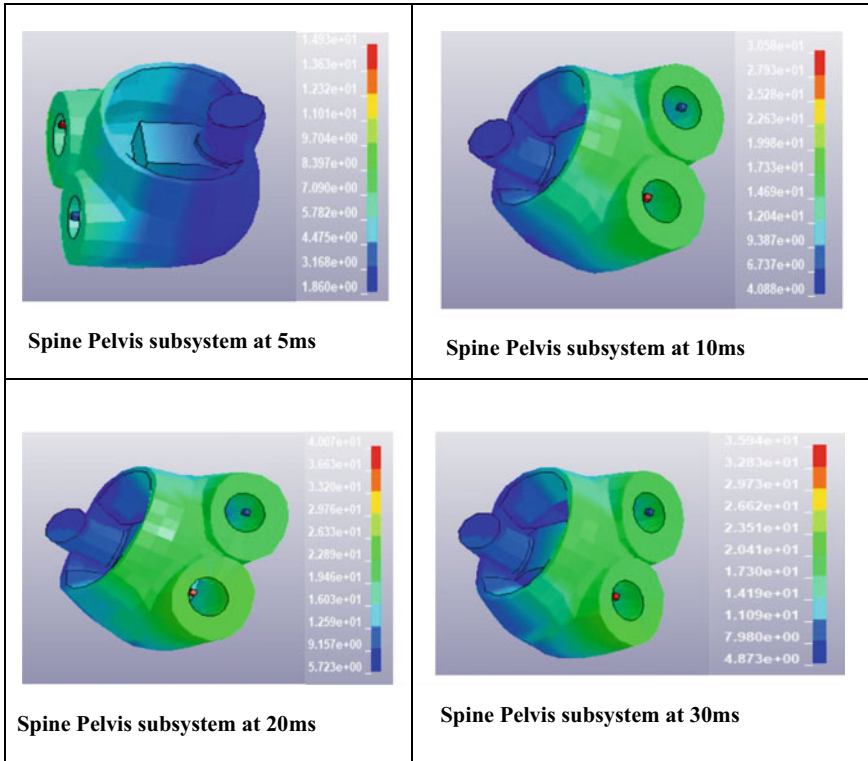 1.493e+01
1.363e+01
1.232e+01
1.101e+01
9.704e+00
8.397e+00
7.090e+00
5.782e+00
4.475e+00
3.168e+00
1.860e+00
Spine Pelvis subsystem at 5ms
3.058e+01
2.793e+01
2.528e+01
2.263e+01
1.998e+01
1.733e+01
1.469e+01
1.204e+01
9.387e+00
6.737e+00
4.088e+00
Spine Pelvis subsystem at 10ms
4.007e+01
3.663e+01
3.320e+01
2.976e+01
2.633e+01
2.289e+01
1.946e+01
1.603e+01
1.259e+01
9.157e+00
5.723e+00
Spine Pelvis subsystem at 20ms
3.594e+01
3.283e+01
2.973e+01
2.662e+01
2.351e+01
2.041e+01
1.730e+01
1.419e+01
1.109e+01
7.980e+00
4.873e+00
Spine Pelvis subsystem at 30ms